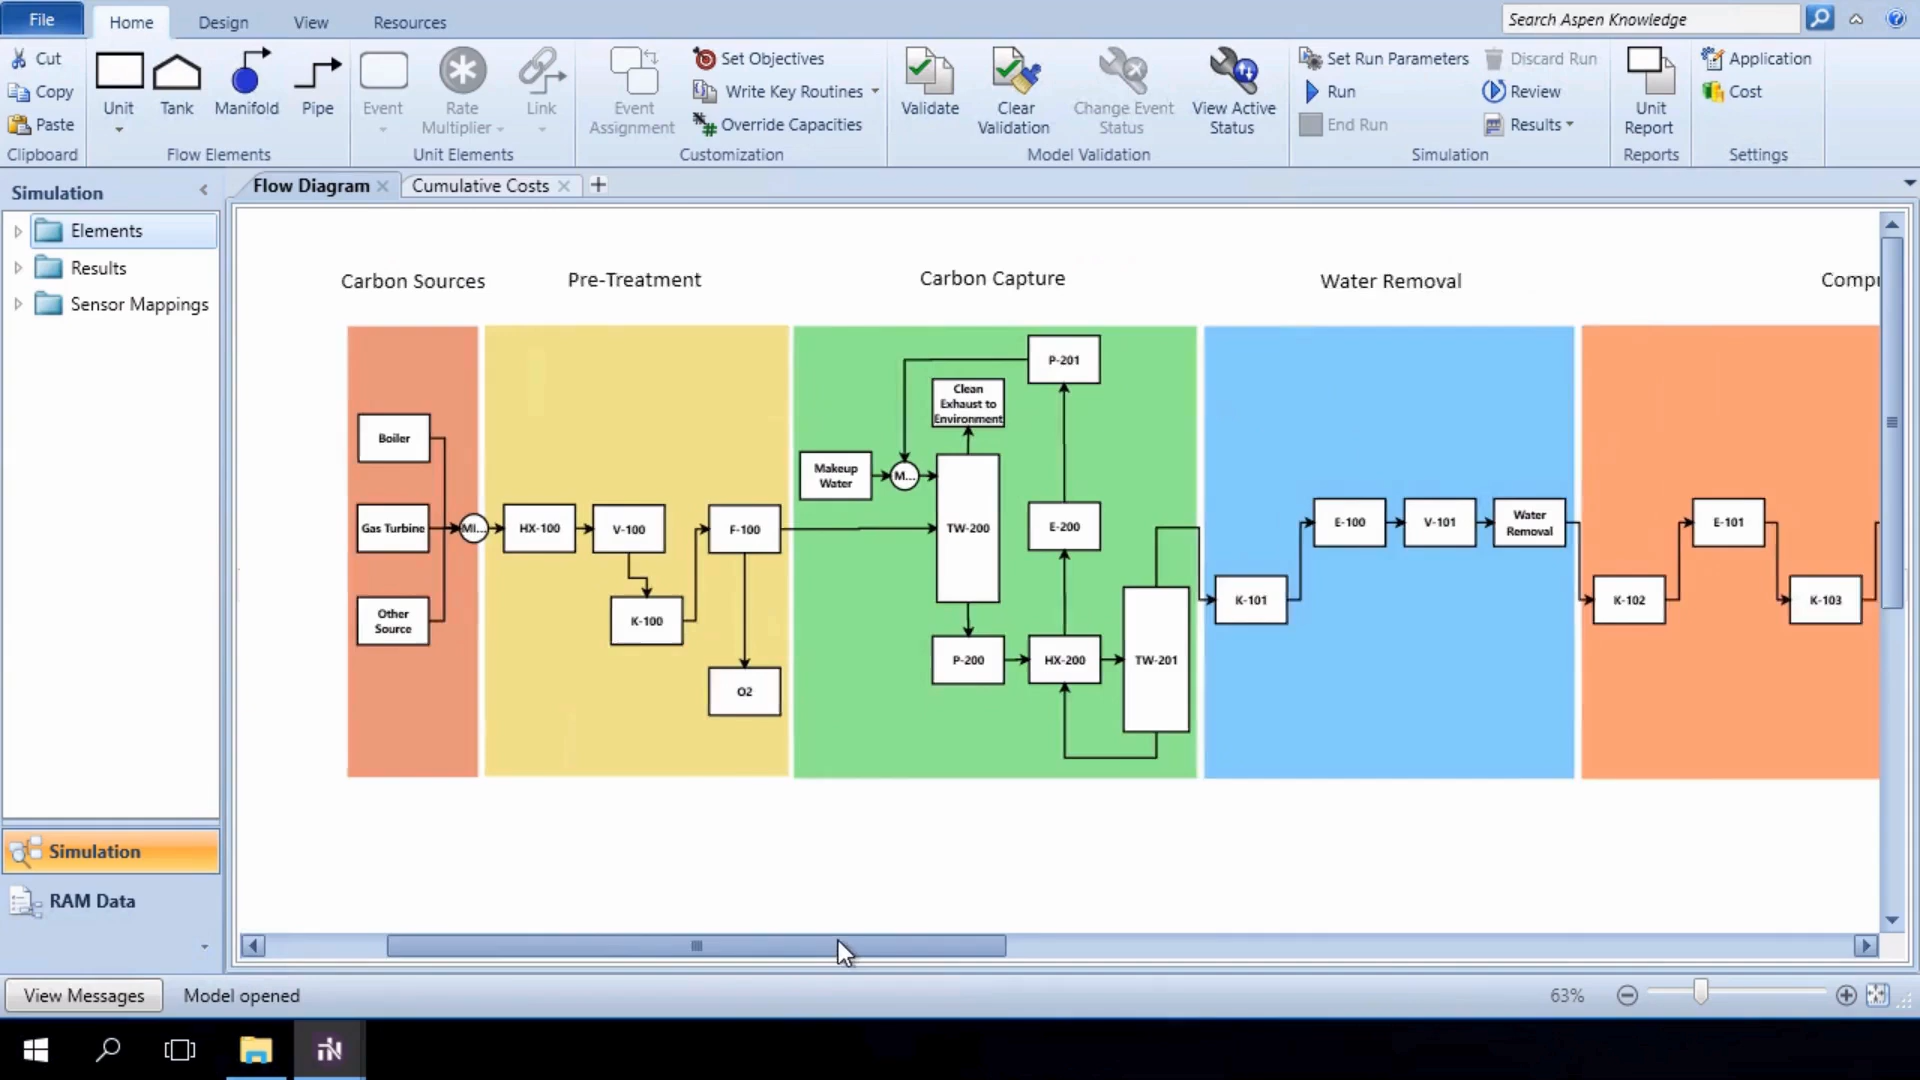 File
Home
Design
View
Resources
Search Aspen Knowledge
Cut
Copy
Paste
Clipboard
Unit
Tank
Manifold
Pipe
Flow Elements
Event
Rate
Multiplier
Link
Unit Elements
Event
Assignment
Set Objectives
Write Key Routines
Override Capacities
Customization
Validate
Clear
Validation
Change Event
Status
View Active
Status
Model Validation
Set Run Parameters
Run
End Run
Discard Run
Review
Results
Simulation
Unit
Report
Reports
Application
Cost
Settings
Simulation
Elements
Results
Sensor Mappings
Simulation
RAM Data
Flow Diagram
Cumulative Costs
Carbon Sources
Pre-Treatment
Carbon Capture
Water Removal
Compr
Boiler
Gas Turbine
Other
Source
MI...
HX-100
V-100
K-100
F-100
O2
Makeup
Water
M...
Clean
Exhaust to
Environment
TW-200
P-200
P-201
E-200
HX-200
TW-201
K-101
E-100
V-101
Water
Removal
K-102
E-101
K-103
View Messages
Model opened
63%